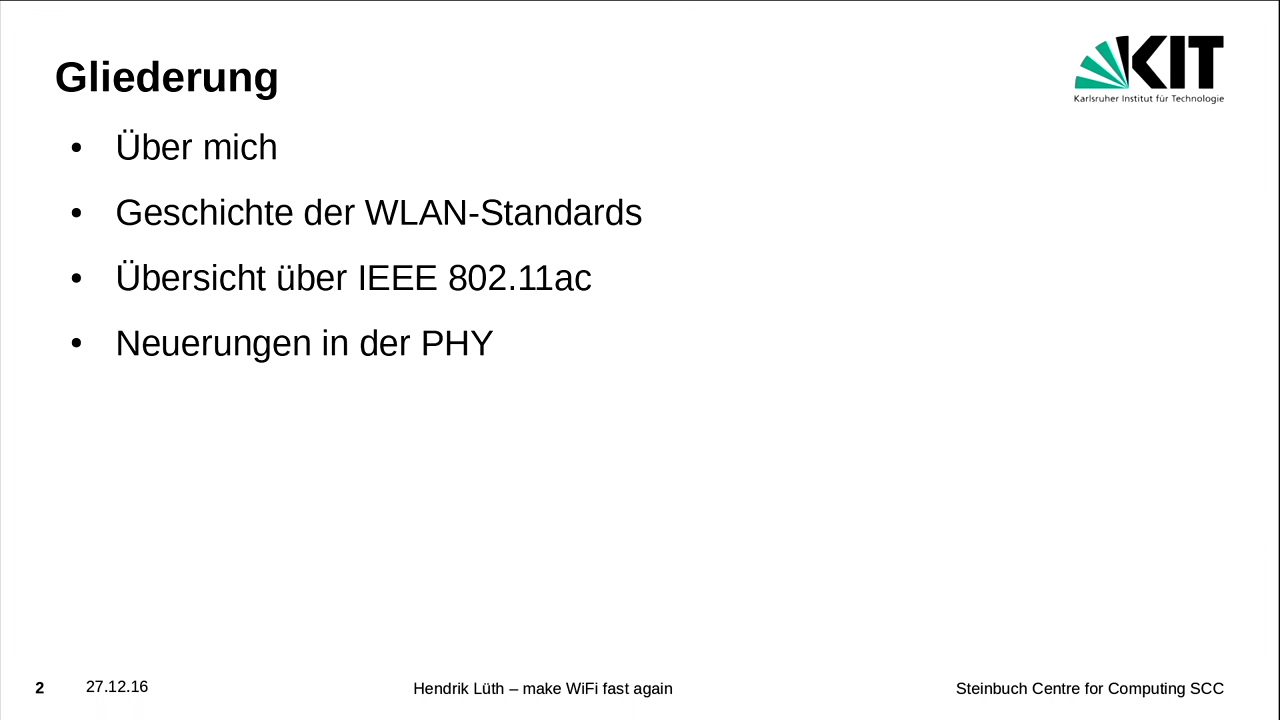 Gliederung
KIT
Karlsruher Institut für Technologie
• Über mich
• Geschichte der WLAN-Standards
• Übersicht über IEEE 802.11ac
• Neuerungen in der PHY
2 27.12.16 Hendrik Lüth – make WiFi fast again Steinbuch Centre for Computing SCC